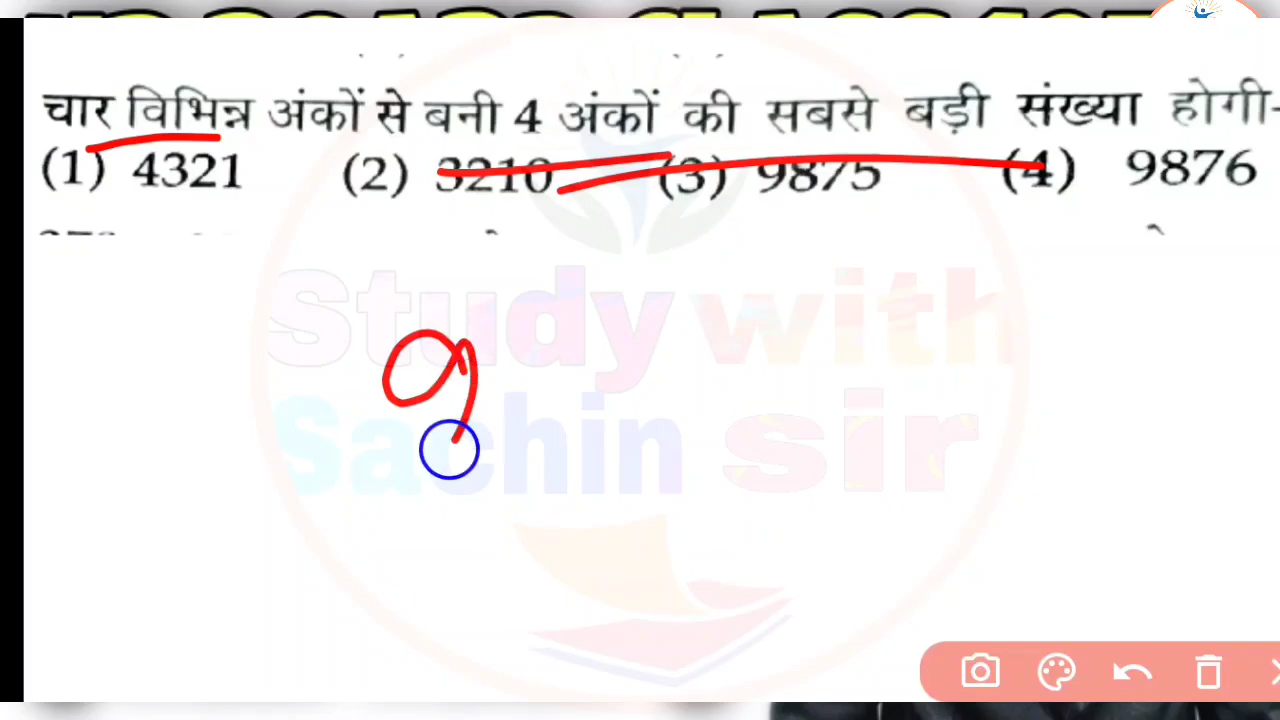 चार विभिन्न अंकों से बनी 4 अंकों की सबसे बड़ी संख्या होगी-
(1) 4321 (2) 3210 (3) 9875 (4) 9876
Study with
9
Sachin sir